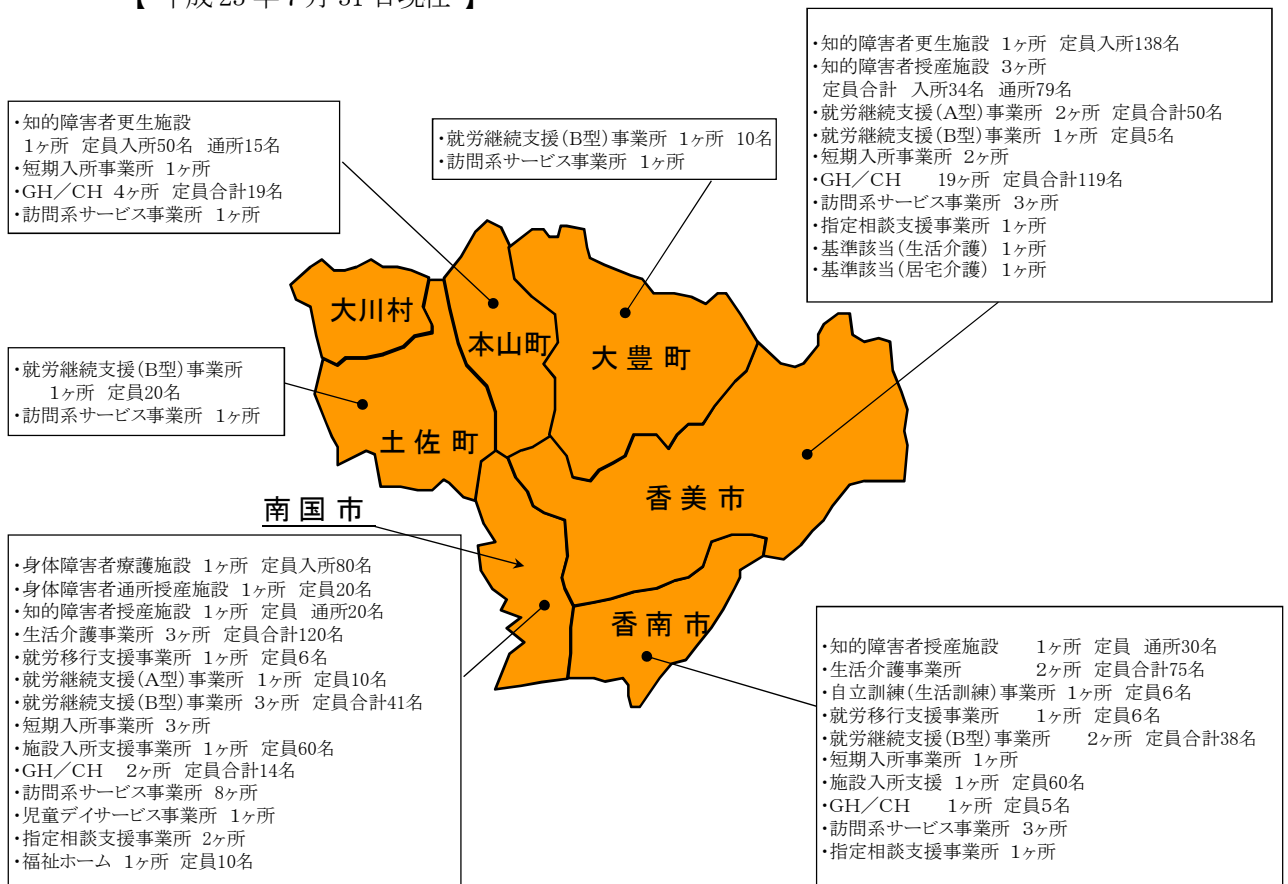 【 平成 23 年 7 月 31 日現在 】
・知的障害者更生施設 1ヶ所 定員入所138名
・知的障害者授産施設 3ヶ所
定員合計 入所34名 通所79名
・就労継続支援(A型)事業所 2ヶ所 定員合計50名
・就労継続支援(B型)事業所 1ヶ所 定員5名
・短期入所事業所 2ヶ所
・GH/CH 19ヶ所 定員合計119名
・訪問系サービス事業所 3ヶ所
・指定相談支援事業所 1ヶ所
・基準該当(生活介護) 1ヶ所
・基準該当(居宅介護) 1ヶ所
・知的障害者更生施設
1ヶ所 定員入所50名 通所15名
・短期入所事業所 1ヶ所
・GH/CH 4ヶ所 定員合計19名
・訪問系サービス事業所 1ヶ所
・就労継続支援(B型)事業所 1ヶ所 10名
・訪問系サービス事業所 1ヶ所
大川村
本山町
大豊町
・就労継続支援(B型)事業所
1ヶ所 定員20名
・訪問系サービス事業所 1ヶ所
土佐町
香美市
南国市
香南市
・身体障害者療護施設 1ヶ所 定員入所80名
・身体障害者通所授産施設 1ヶ所 定員20名
・知的障害者授産施設 1ヶ所 定員 通所20名
・生活介護事業所 3ヶ所 定員合計120名
・就労移行支援事業所 1ヶ所 定員6名
・就労継続支援(A型)事業所 1ヶ所 定員10名
・就労継続支援(B型)事業所 3ヶ所 定員合計41名
・短期入所事業所 3ヶ所
・施設入所支援事業所 1ヶ所 定員60名
・GH/CH 2ヶ所 定員合計14名
・訪問系サービス事業所 8ヶ所
・児童デイサービス事業所 1ヶ所
・指定相談支援事業所 2ヶ所
・福祉ホーム 1ヶ所 定員10名
・知的障害者授産施設 1ヶ所 定員 通所30名
・生活介護事業所 2ヶ所 定員合計75名
・自立訓練(生活訓練)事業所 1ヶ所 定員6名
・就労移行支援事業所 1ヶ所 定員6名
・就労継続支援(B型)事業所 2ヶ所 定員合計38名
・短期入所事業所 1ヶ所
・施設入所支援 1ヶ所 定員60名
・GH/CH 1ヶ所 定員5名
・訪問系サービス事業所 3ヶ所
・指定相談支援事業所 1ヶ所